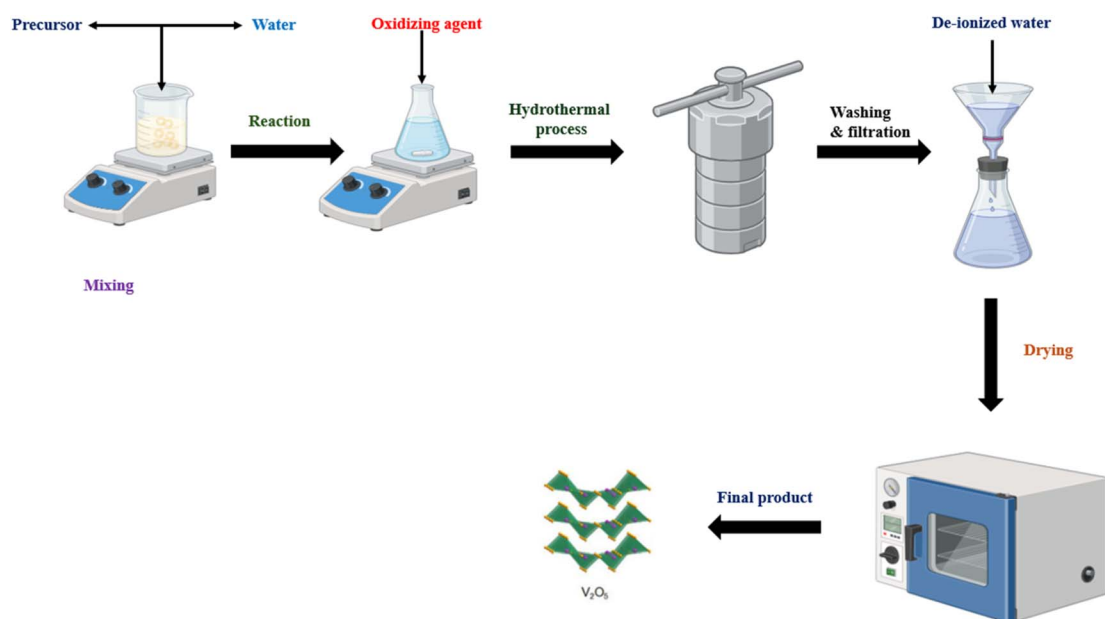 Precursor
Water
Oxidizing agent
De-ionized water
Reaction
Hydrothermal
process
Washing
& filtration
Mixing
Drying
Final product
V₂O₅